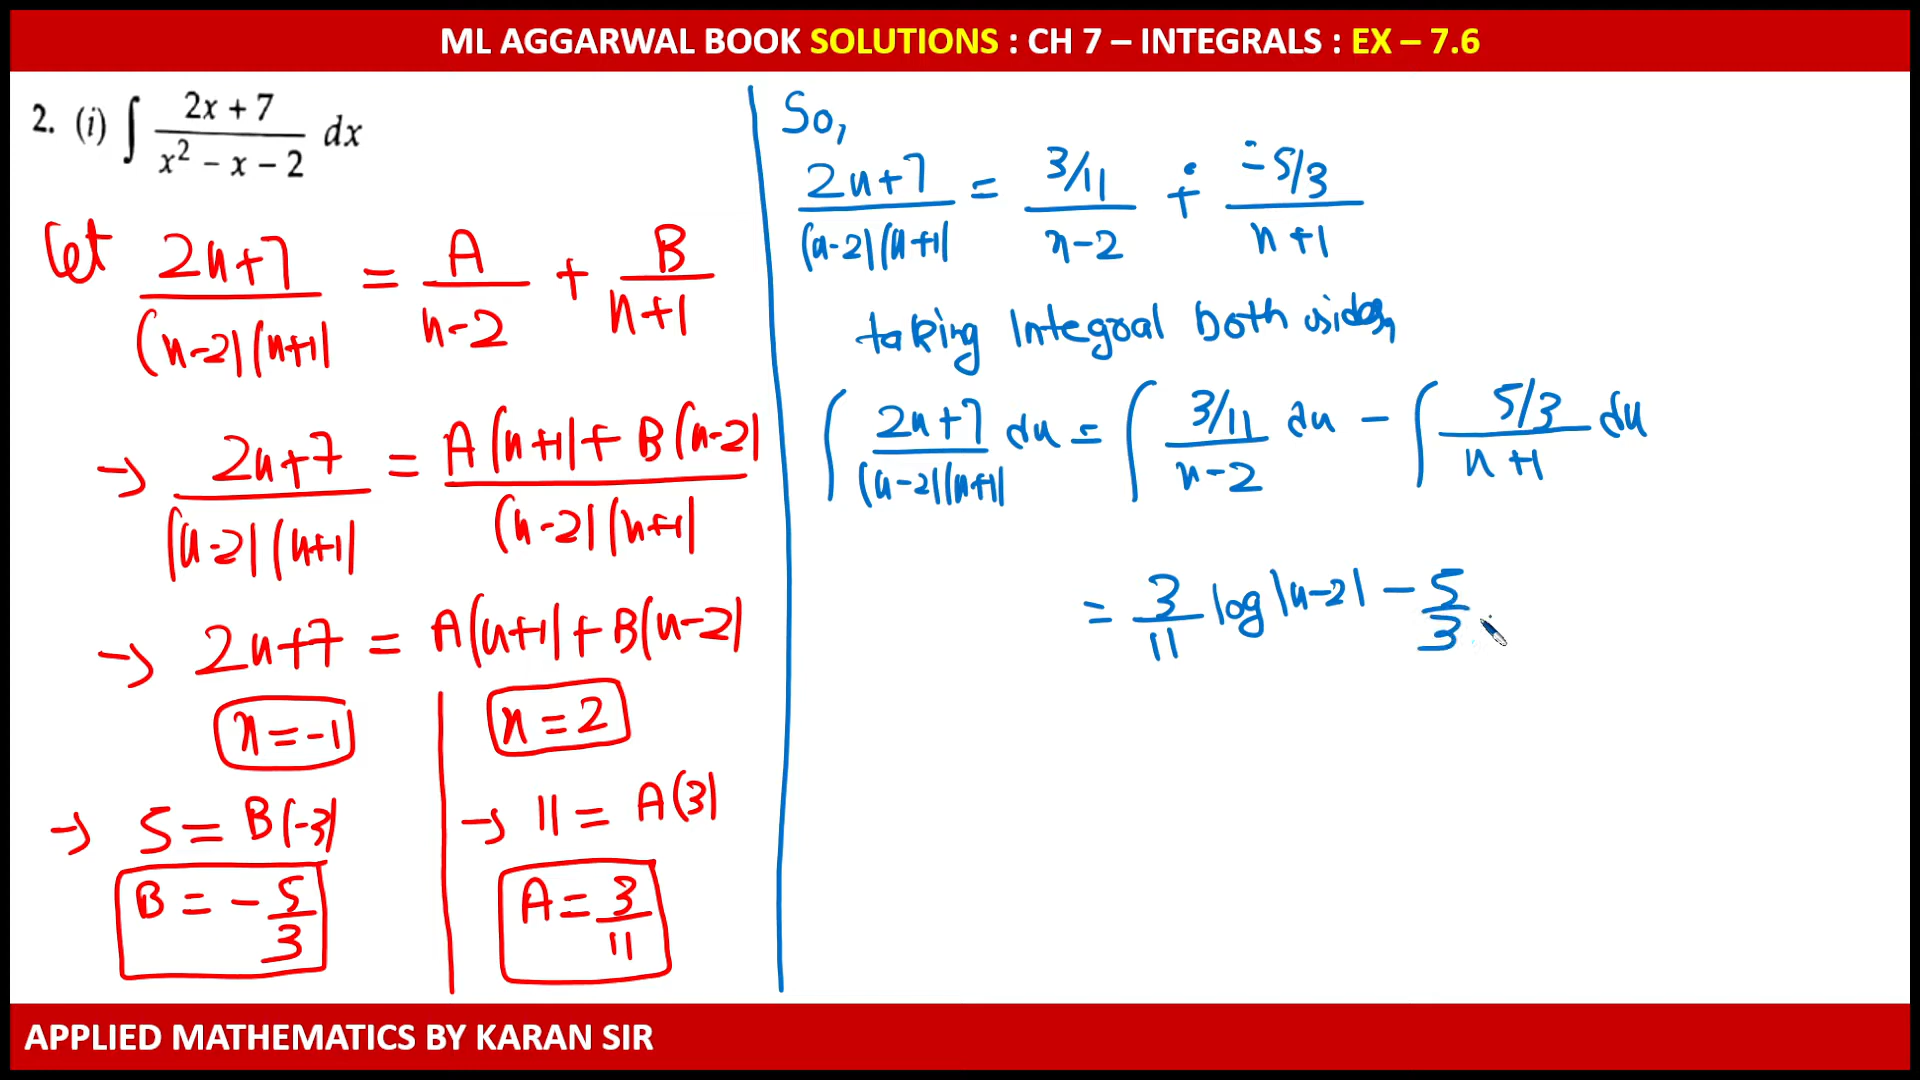 ML AGGARWAL BOOK SOLUTIONS : CH 7 – INTEGRALS : EX – 7.6
2. (i) ∫ (2x + 7)/(x² – x – 2) dx
Let (2x+7)/((x-2)(x+1)) = A/(x-2) + B/(x+1)
→ (2x+7)/((x-2)(x+1)) = (A(x+1) + B(x-2))/((x-2)(x+1))
→ 2x+7 = A(x+1) + B(x-2)
x = -1
→ 5 = B(-3)
B = -5/3
x = 2
→ 11 = A(3)
A = 3/11
So,
(2x+7)/((x-2)(x+1)) = (3/11)/(x-2) + (-5/3)/(x+1)
taking Integral both sides,
∫ (2x+7)/((x-2)(x+1)) dx = ∫ (3/11)/(x-2) dx - ∫ (5/3)/(x+1) dx
= 3/11 log|x-2| - 5/3
APPLIED MATHEMATICS BY KARAN SIR